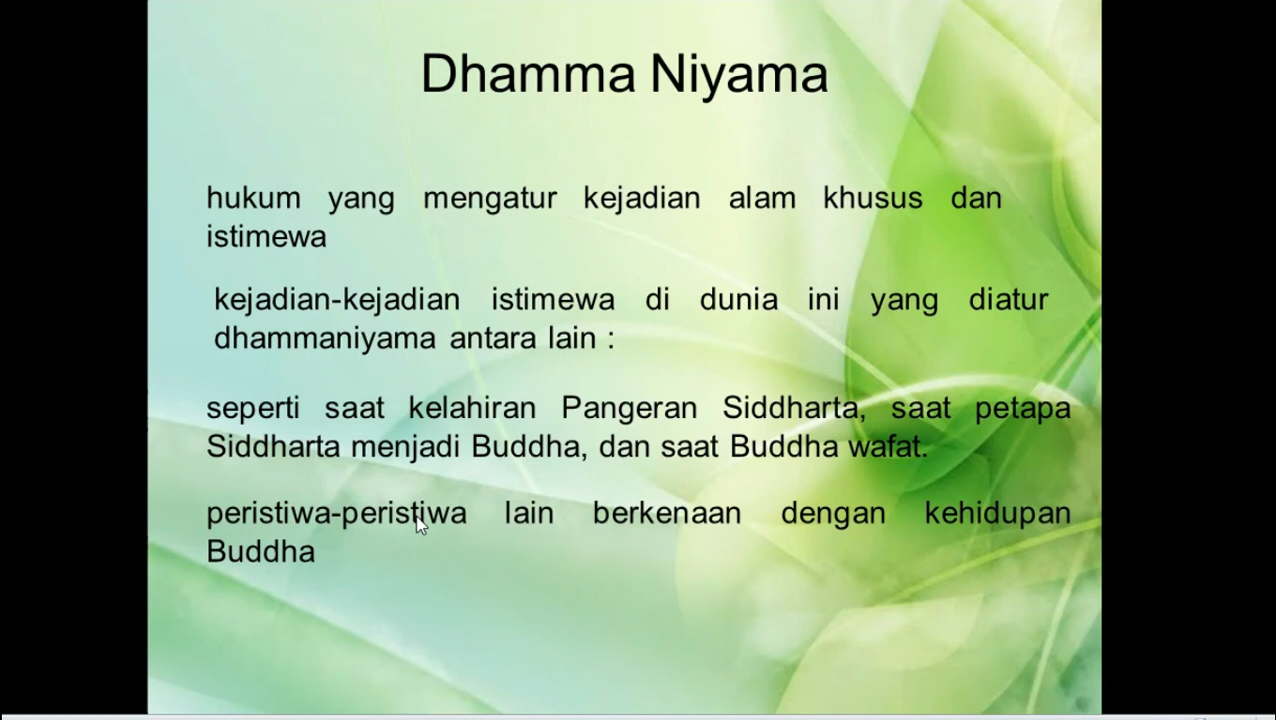 Dhamma Niyama
hukum yang mengatur kejadian alam khusus dan
istimewa
kejadian-kejadian istimewa di dunia ini yang diatur
dhammaniyama antara lain :
seperti saat kelahiran Pangeran Siddharta, saat petapa
Siddharta menjadi Buddha, dan saat Buddha wafat.
peristiwa-peristiwa lain berkenaan dengan kehidupan
Buddha